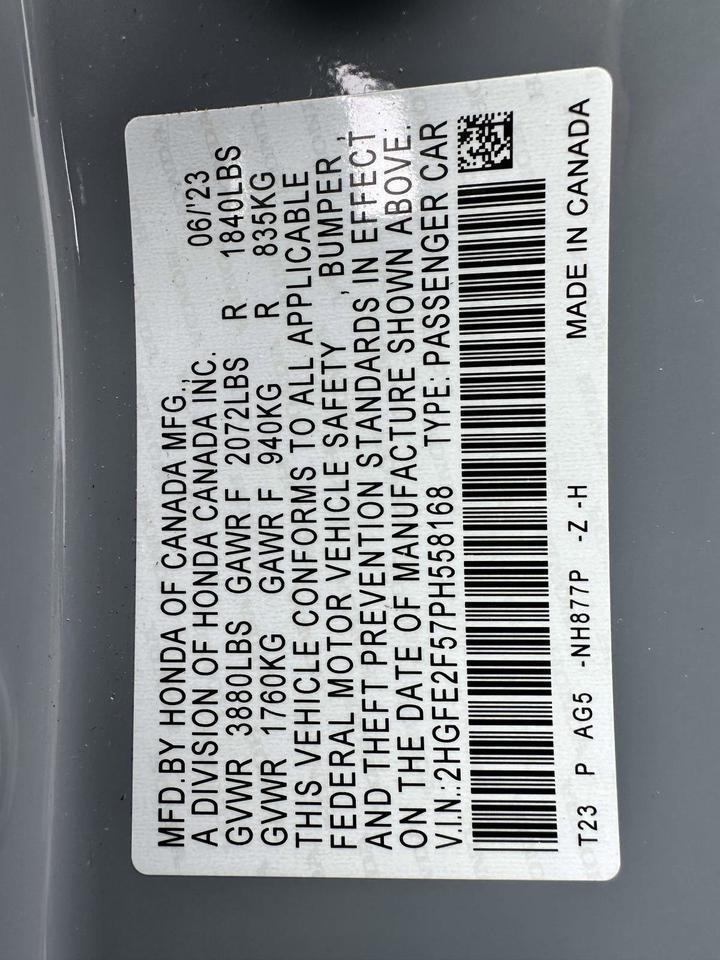 MFD.BY HONDA OF CANADA MFG.,
A DIVISION OF HONDA CANADA INC. 06/'23
GVWR 3880LBS GAWR F 2072LBS R 1840LBS
GVWR 1760KG GAWR F 940KG R 835KG
THIS VEHICLE CONFORMS TO ALL APPLICABLE
FEDERAL MOTOR VEHICLE SAFETY , BUMPER ,
AND THEFT PREVENTION STANDARDS IN EFFECT
ON THE DATE OF MANUFACTURE SHOWN ABOVE.
V.I.N.:2HGFE2F57PH558168 TYPE: PASSENGER CAR
T23 P AG5 -NH877P -Z -H MADE IN CANADA